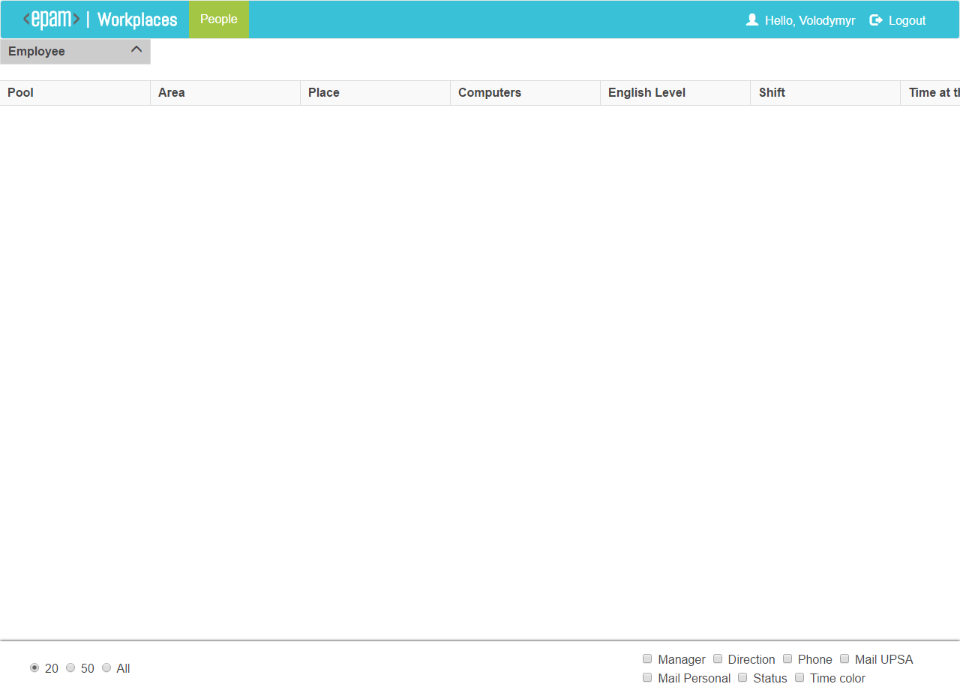 <epam> | Workplaces People Hello, Volodymyr Logout
Employee
Pool Area Place Computers English Level Shift Time at th
20 50 All
Manager Direction Phone Mail UPSA
Mail Personal Status Time color